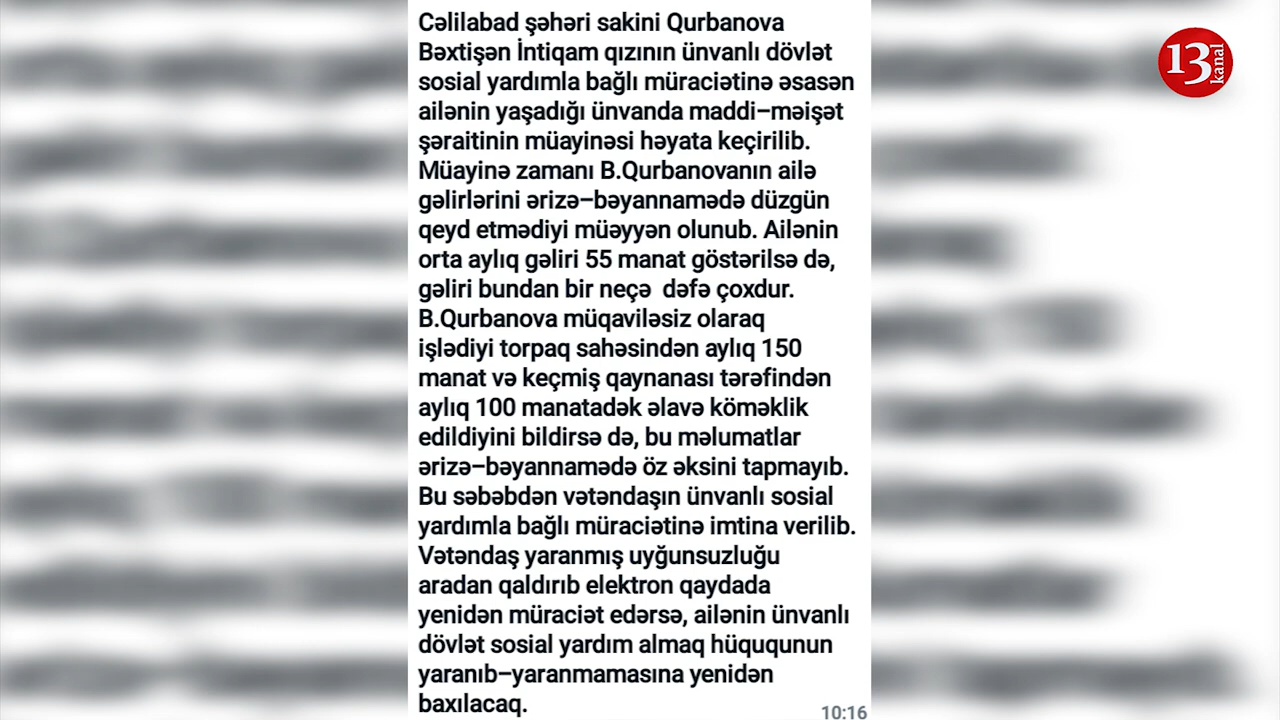 Cəlilabad şəhəri sakini Qurbanova
Bəxtişən İntiqam qızının ünvanlı dövlət
sosial yardımla bağlı müraciətinə əsasən
ailənin yaşadığı ünvanda maddi–məişət
şəraitinin müayinəsi həyata keçirilib.
Müayinə zamanı B.Qurbanovanın ailə
gəlirlərini ərizə–bəyannamədə düzgün
qeyd etmədiyi müəyyən olunub. Ailənin
orta aylıq gəliri 55 manat göstərilsə də,
gəliri bundan bir neçə  dəfə çoxdur.
B.Qurbanova müqaviləsiz olaraq
işlədiyi torpaq sahəsindən aylıq 150
manat və keçmiş qaynanası tərəfindən
aylıq 100 manatadək əlavə köməklik
edildiyini bildirsə də, bu məlumatlar
ərizə–bəyannamədə öz əksini tapmayıb.
Bu səbəbdən vətəndaşın ünvanlı sosial
yardımla bağlı müraciətinə imtina verilib.
Vətəndaş yaranmış uyğunsuzluğu
aradan qaldırıb elektron qaydada
yenidən müraciət edərsə, ailənin ünvanlı
dövlət sosial yardım almaq hüququnun
yaranıb–yaranmamasına yenidən
baxılacaq.
10:16
13 kanal